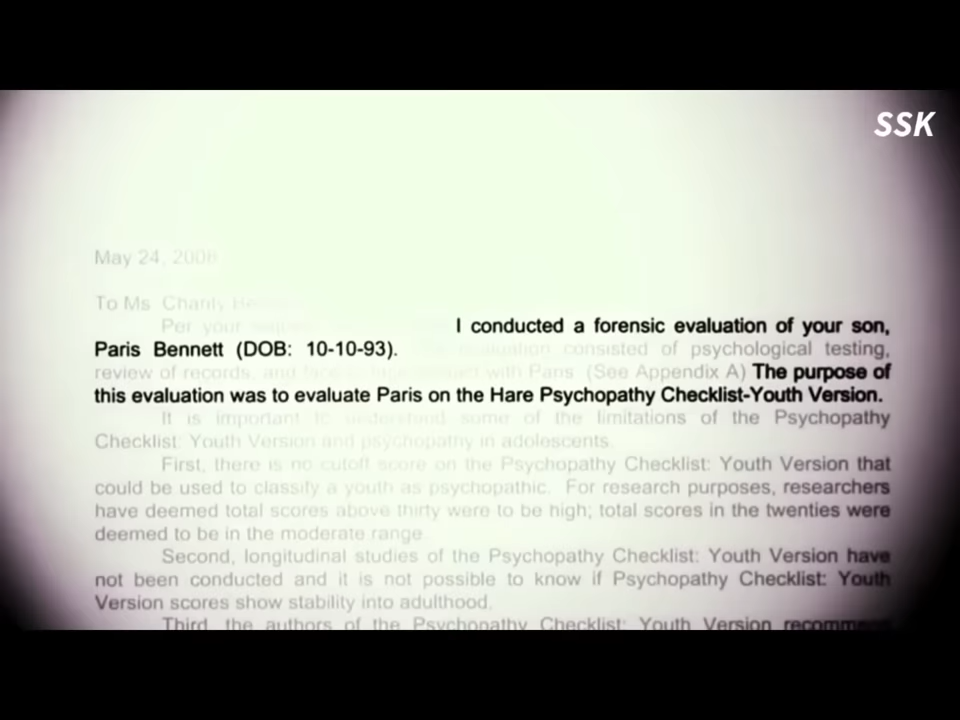 SSK
May 24, 2008
To Ms Charity
Per your I conducted a forensic evaluation of your son,
Paris Bennett (DOB: 10-10-93). evaluation consisted of psychological testing,
review of records, and with Paris (See Appendix A) The purpose of
this evaluation was to evaluate Paris on the Hare Psychopathy Checklist-Youth Version.
It is important to understand some of the limitations of the Psychopathy
Checklist: Youth Version and psychopathy in adolescents.
First, there is no cutoff score on the Psychopathy Checklist: Youth Version that
could be used to classify a youth as psychopathic. For research purposes, researchers
have deemed total scores above thirty were to be high; total scores in the twenties were
deemed to be in the moderate range
Second, longitudinal studies of the Psychopathy Checklist: Youth Version have
not been conducted and it is not possible to know if Psychopathy Checklist: Youth
Version scores show stability into adulthood.
Third, the authors of the Psychopathy Checklist: Youth Version